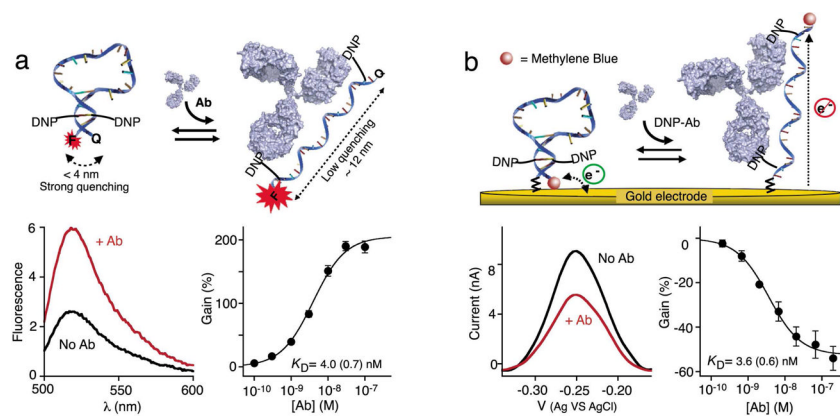 a
DNP
DNP
F
Q
< 4 nm
Strong quenching
Ab
DNP
Q
DNP
F
Low quenching
~12 nm
Fluorescence
6
4
2
0
+ Ab
No Ab
500
550
600
λ (nm)
Gain (%)
200
100
0
K_D= 4.0 (0.7) nM
10⁻¹⁰
10⁻⁹
10⁻⁸
10⁻⁷
[Ab] (M)
b
= Methylene Blue
DNP
DNP
e⁻
DNP-Ab
DNP
DNP
e⁻
Gold electrode
Current (nA)
8
4
0
No Ab
+ Ab
-0.30
-0.25
-0.20
V (Ag VS AgCl)
Gain (%)
0
-20
-40
-60
K_D= 3.6 (0.6) nM
10⁻¹⁰
10⁻⁹
10⁻⁸
10⁻⁷
[Ab] (M)